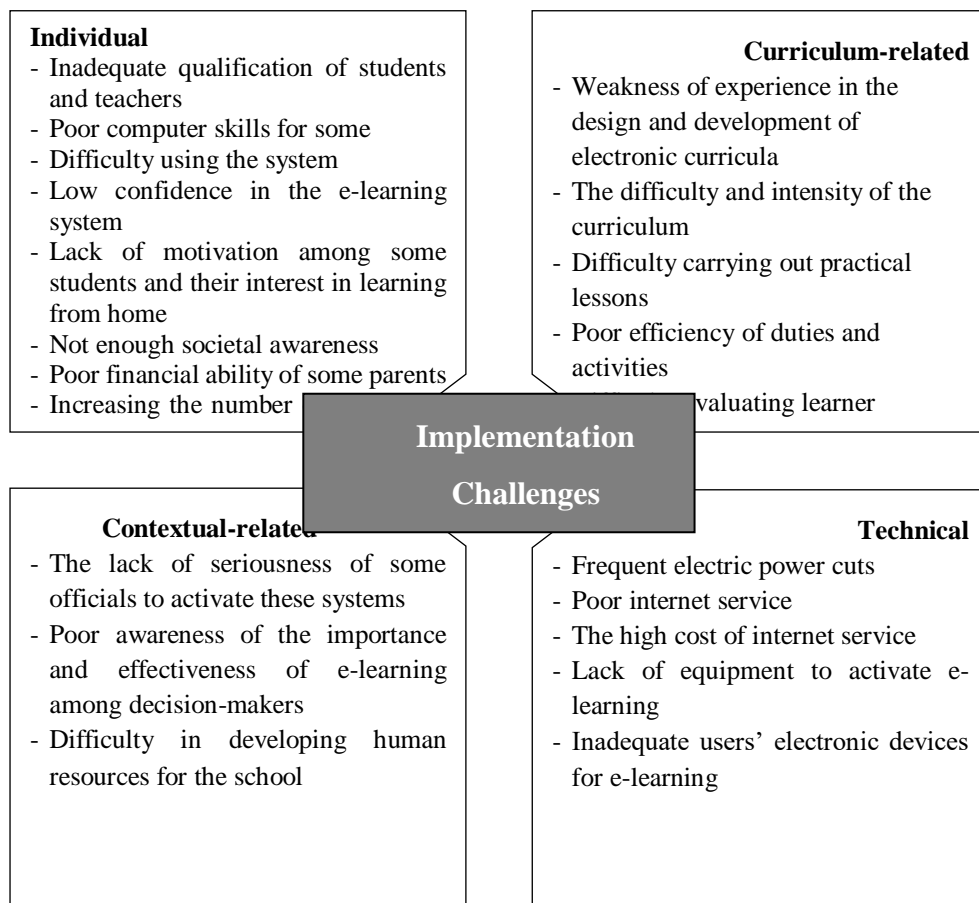 Individual
- Inadequate qualification of students
and teachers
- Poor computer skills for some
- Difficulty using the system
- Low confidence in the e-learning
system
- Lack of motivation among some
students and their interest in learning
from home
- Not enough societal awareness
- Poor financial ability of some parents
- Increasing the number
Curriculum-related
- Weakness of experience in the
design and development of
electronic curricula
- The difficulty and intensity of the
curriculum
- Difficulty carrying out practical
lessons
- Poor efficiency of duties and
activities
evaluating learner
Implementation
Challenges
Contextual-related
- The lack of seriousness of some
officials to activate these systems
- Poor awareness of the importance
and effectiveness of e-learning
among decision-makers
- Difficulty in developing human
resources for the school
Technical
- Frequent electric power cuts
- Poor internet service
- The high cost of internet service
- Lack of equipment to activate e-
learning
- Inadequate users’ electronic devices
for e-learning